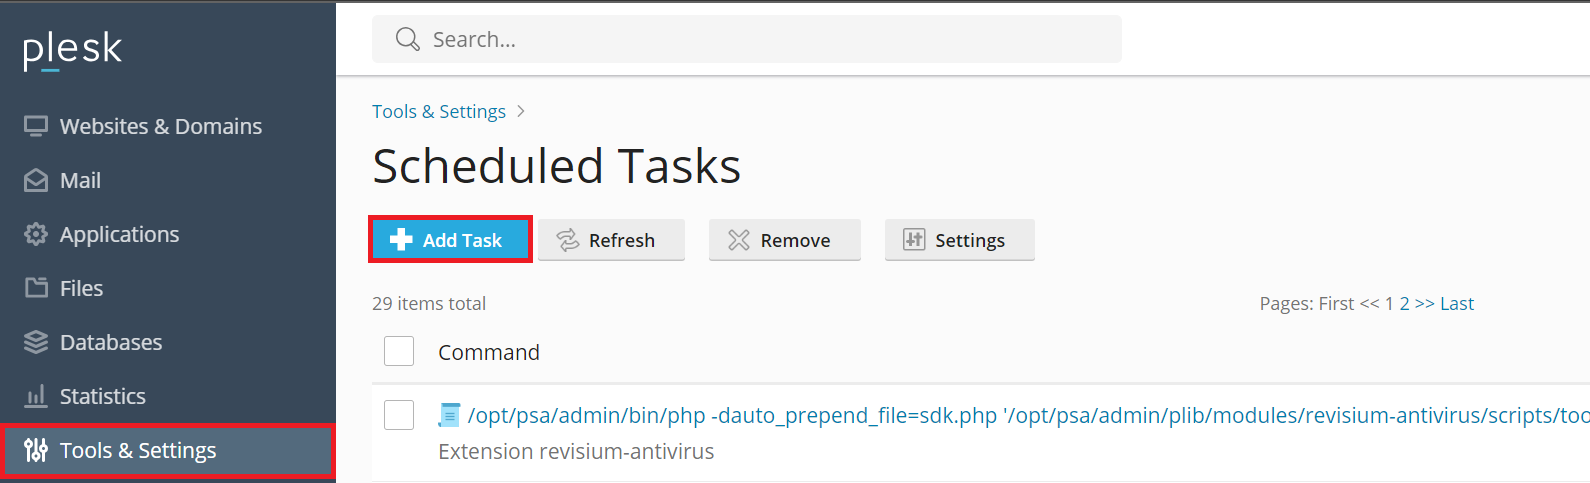 plesk
Search...
Websites & Domains
Mail
Applications
Files
Databases
Statistics
Tools & Settings
Tools & Settings >
Scheduled Tasks
Add Task Refresh Remove Settings
29 items total Pages: First << 1 2 >> Last
Command
/opt/psa/admin/bin/php -dauto_prepend_file=sdk.php '/opt/psa/admin/plib/modules/revisium-antivirus/scripts/too
Extension revisium-antivirus